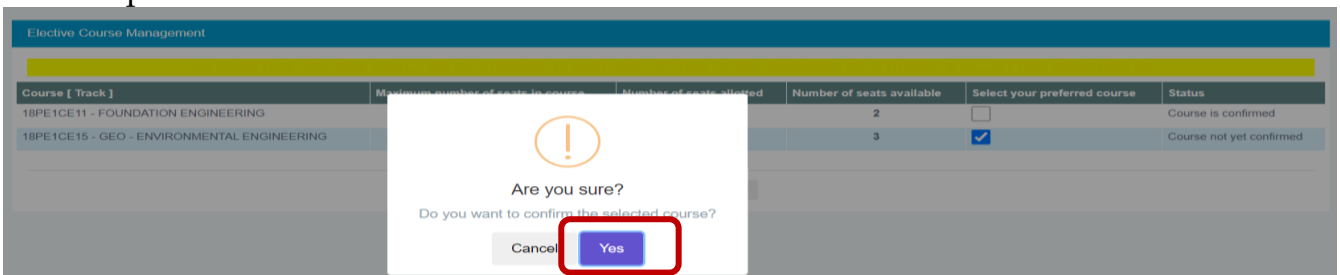 Elective Course Management
Course [ Track ] Maximum number of seats in course Number of seats allotted Number of seats available Select your preferred course Status
18PE1CE11 - FOUNDATION ENGINEERING 2 Course is confirmed
18PE1CE15 - GEO - ENVIRONMENTAL ENGINEERING 3 Course not yet confirmed
Are you sure?
Do you want to confirm the selected course?
Cancel Yes